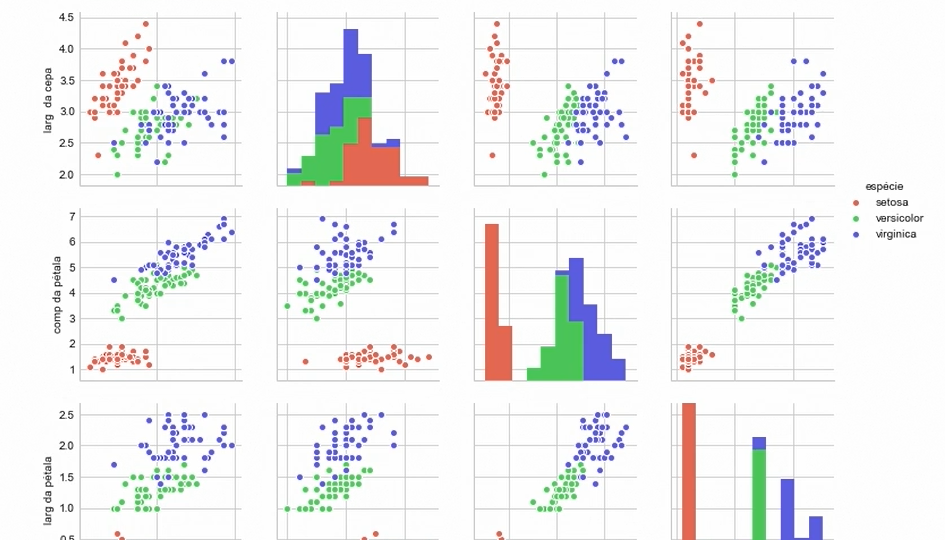 4.5
4.0
3.5
3.0
2.5
2.0
larg da cepa
espécie
setosa
versicolor
virginica
7
6
5
4
3
2
1
comp da pétala
2.5
2.0
1.5
1.0
0.5
larg da pétala